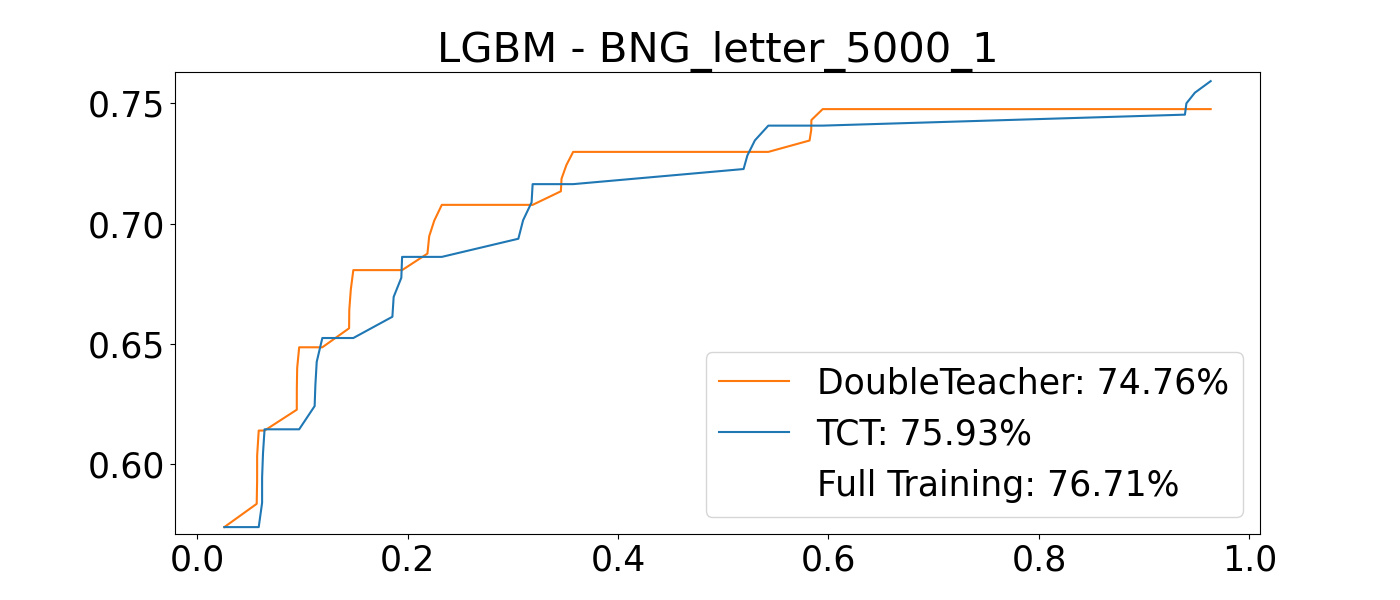 LGBM - BNG_letter_5000_1
0.75
0.70
0.65
0.60
DoubleTeacher: 74.76%
TCT: 75.93%
Full Training: 76.71%
0.0 0.2 0.4 0.6 0.8 1.0